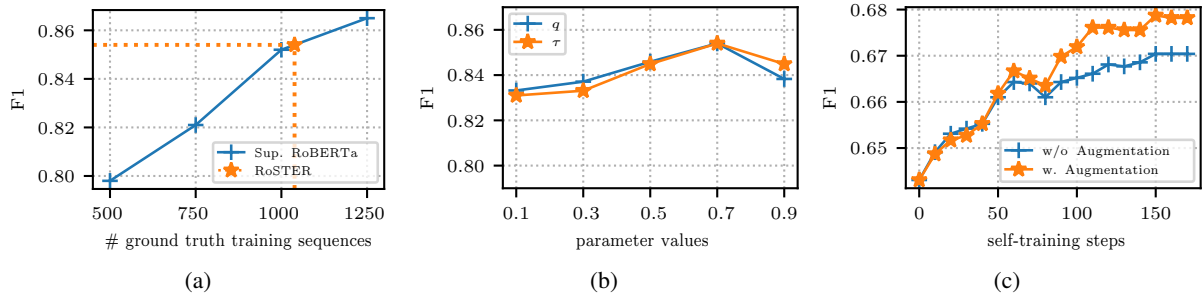 F1
0.86
0.84
0.82
0.80
Sup. RoBERTa
RoSTER
500
750
1000
1250
# ground truth training sequences
(a)
F1
0.86
0.84
0.82
0.80
q
τ
0.1
0.3
0.5
0.7
0.9
parameter values
(b)
F1
0.68
0.67
0.66
0.65
w/o Augmentation
w. Augmentation
0
50
100
150
self-training steps
(c)